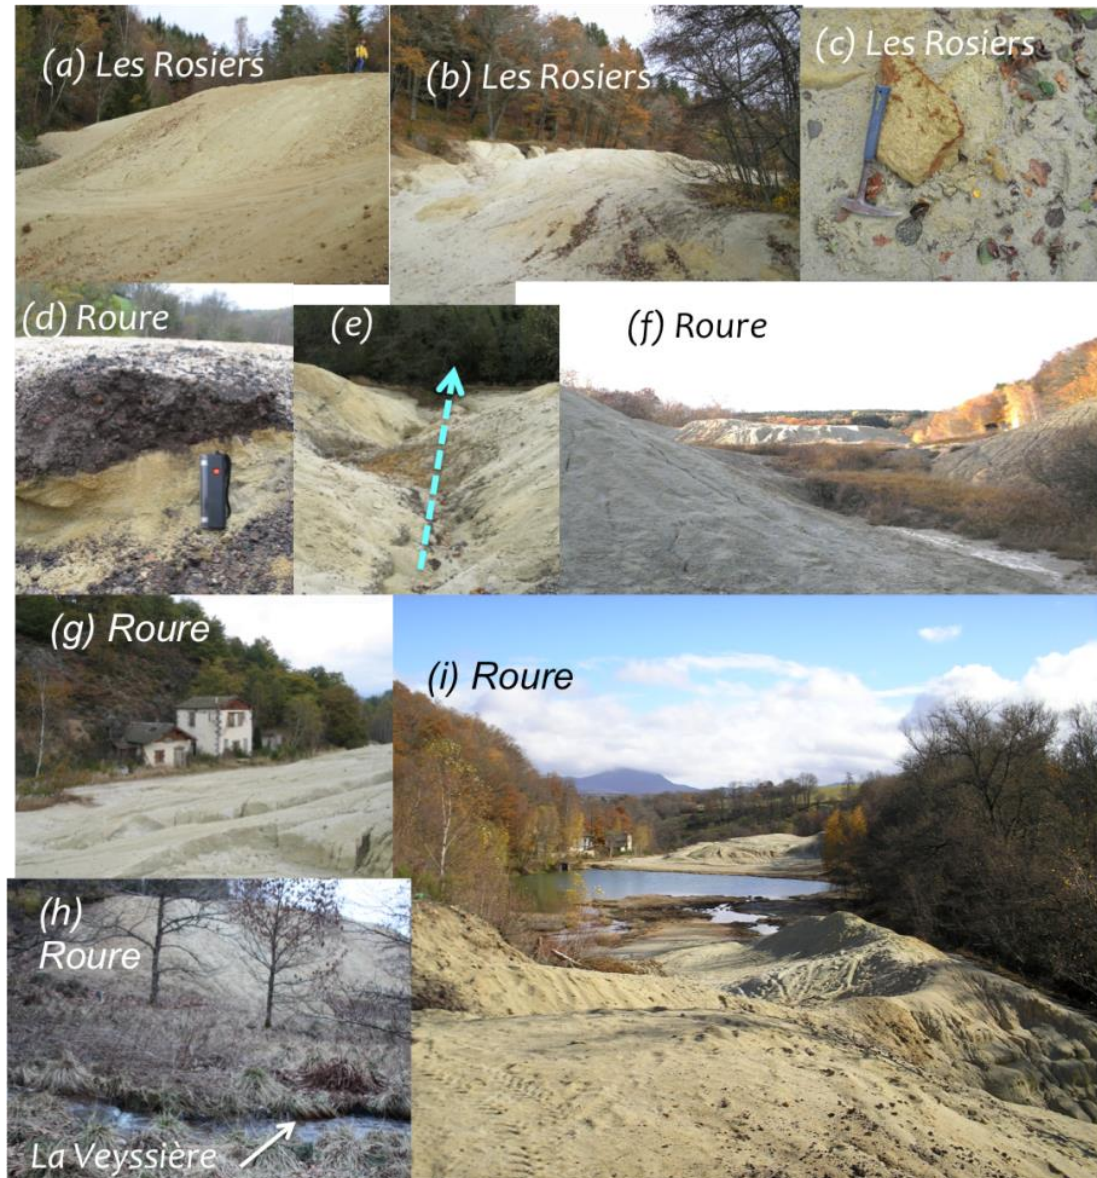 (a) Les Rosiers
(b) Les Rosiers
(c) Les Rosiers
(d) Roure
(e)
(f) Roure
(g) Roure
(h)
Roure
La Veyssière
(i) Roure